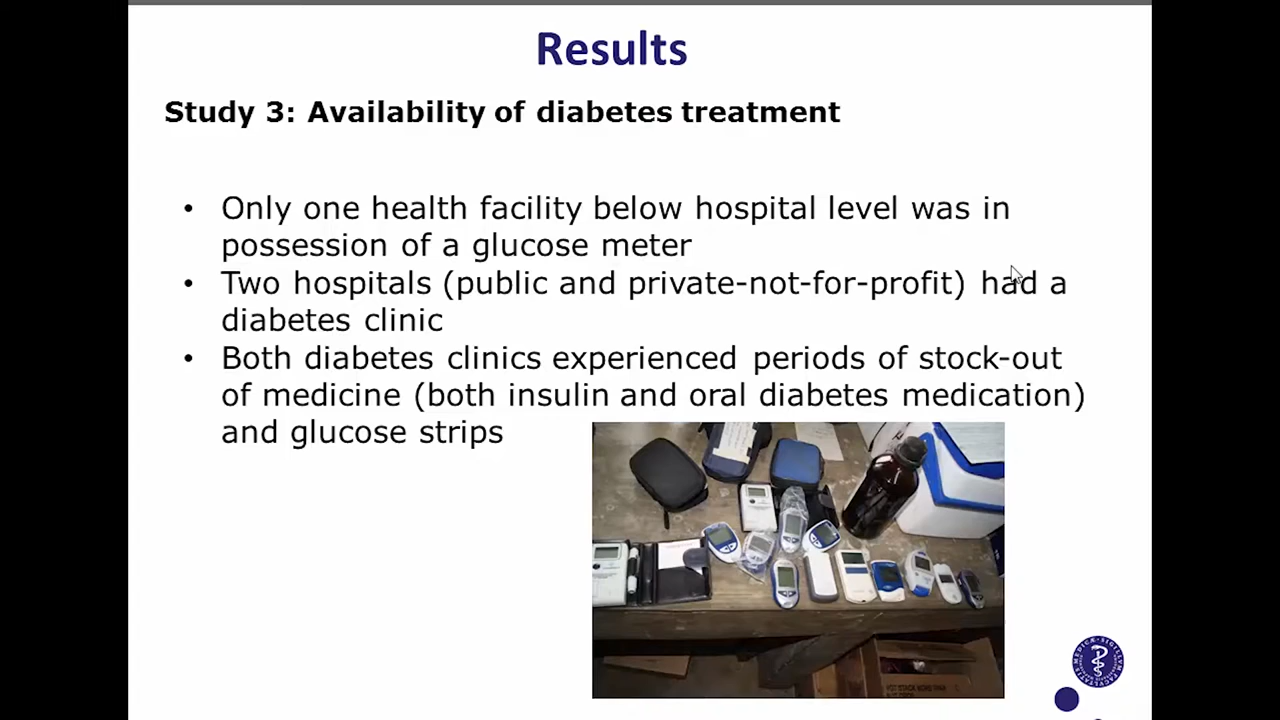 Results
Study 3: Availability of diabetes treatment
• Only one health facility below hospital level was in
possession of a glucose meter
• Two hospitals (public and private-not-for-profit) had a
diabetes clinic
• Both diabetes clinics experienced periods of stock-out
of medicine (both insulin and oral diabetes medication)
and glucose strips